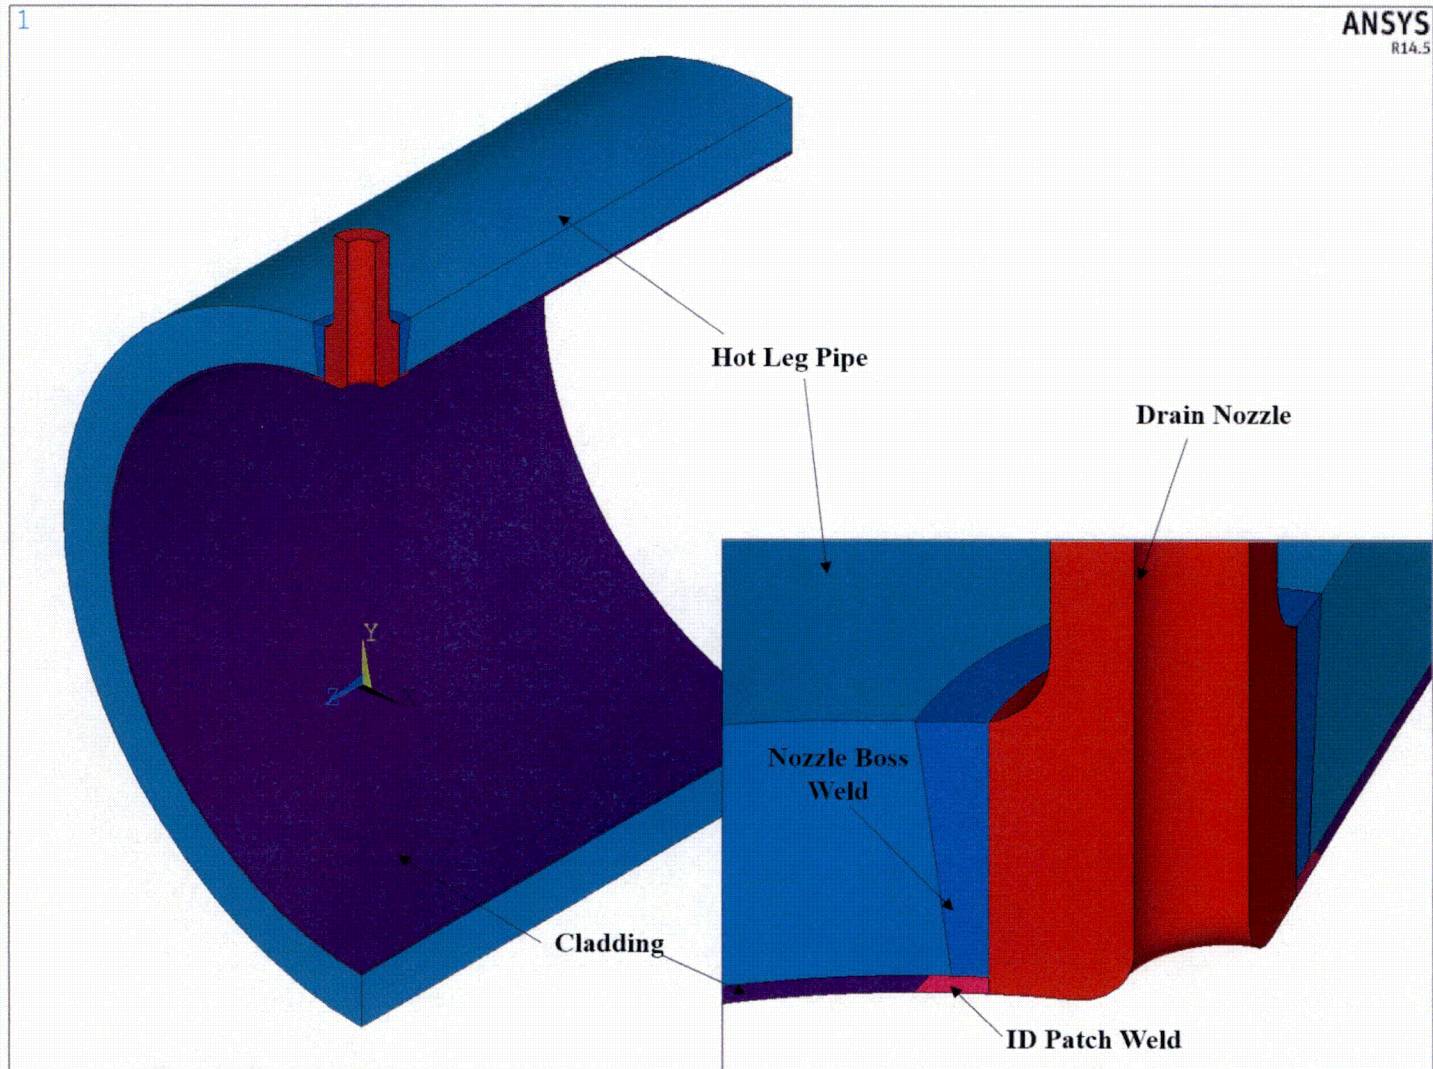 1
ANSYS
R14.5
Hot Leg Pipe
Drain Nozzle
Y
Z
X
Nozzle Boss
Weld
Cladding
ID Patch Weld